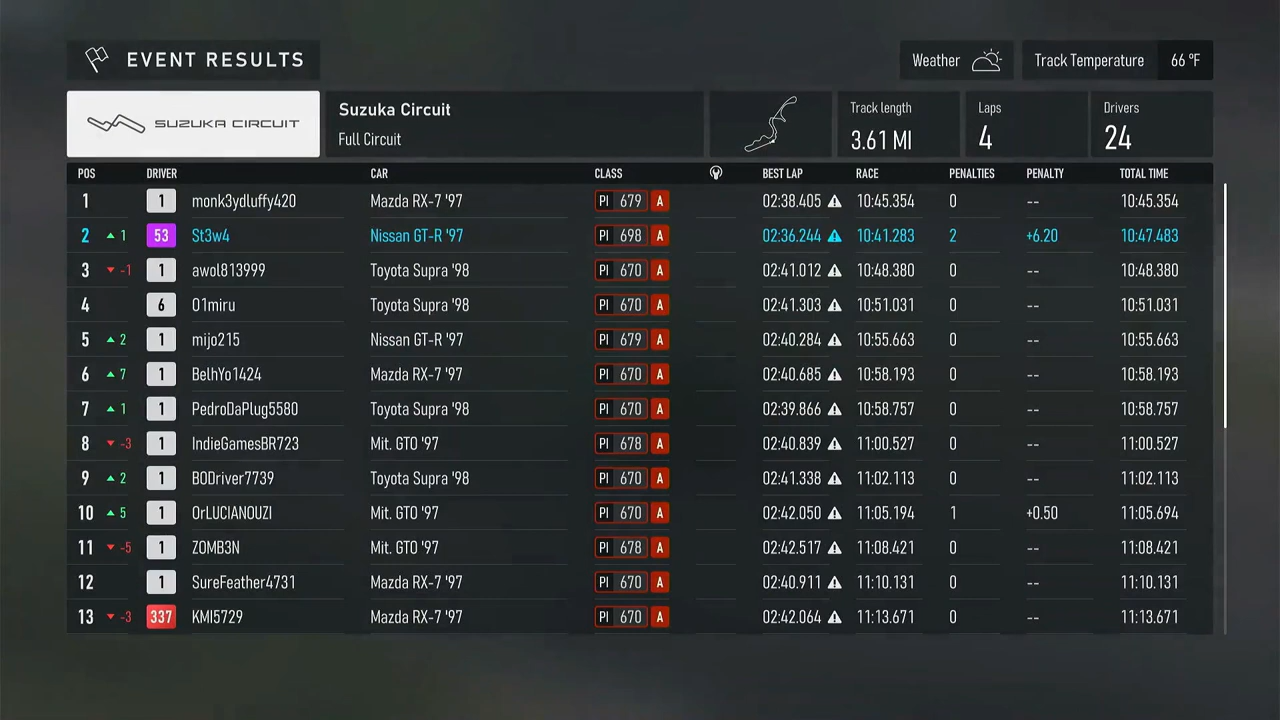 EVENT RESULTS
Weather Track Temperature 66 ºF
SUZUKA CIRCUIT
Suzuka Circuit
Full Circuit
Track length
3.61 MI
Laps
4
Drivers
24
POS DRIVER CAR CLASS BEST LAP RACE PENALTIES PENALTY TOTAL TIME
1 1 monk3ydluffy420 Mazda RX-7 '97 PI 679 A 02:38.405 10:45.354 0 -- 10:45.354
2 1 53 St3w4 Nissan GT-R '97 PI 698 A 02:36.244 10:41.283 2 +6.20 10:47.483
3 -1 1 awol813999 Toyota Supra '98 PI 670 A 02:41.012 10:48.380 0 -- 10:48.380
4 6 O1miru Toyota Supra '98 PI 670 A 02:41.303 10:51.031 0 -- 10:51.031
5 2 1 mijo215 Nissan GT-R '97 PI 679 A 02:40.284 10:55.663 0 -- 10:55.663
6 7 1 BelhYo1424 Mazda RX-7 '97 PI 670 A 02:40.685 10:58.193 0 -- 10:58.193
7 1 1 PedroDaPlug5580 Toyota Supra '98 PI 670 A 02:39.866 10:58.757 0 -- 10:58.757
8 -3 1 IndieGamesBR723 Mit. GTO '97 PI 678 A 02:40.839 11:00.527 0 -- 11:00.527
9 2 1 BODriver7739 Toyota Supra '98 PI 670 A 02:41.338 11:02.113 0 -- 11:02.113
10 5 1 OrLUCIANOUZI Mit. GTO '97 PI 670 A 02:42.050 11:05.194 1 +0.50 11:05.694
11 -5 1 ZOMB3N Mit. GTO '97 PI 678 A 02:42.517 11:08.421 0 -- 11:08.421
12 1 SureFeather4731 Mazda RX-7 '97 PI 670 A 02:40.911 11:10.131 0 -- 11:10.131
13 -3 337 KMI5729 Mazda RX-7 '97 PI 670 A 02:42.064 11:13.671 0 -- 11:13.671